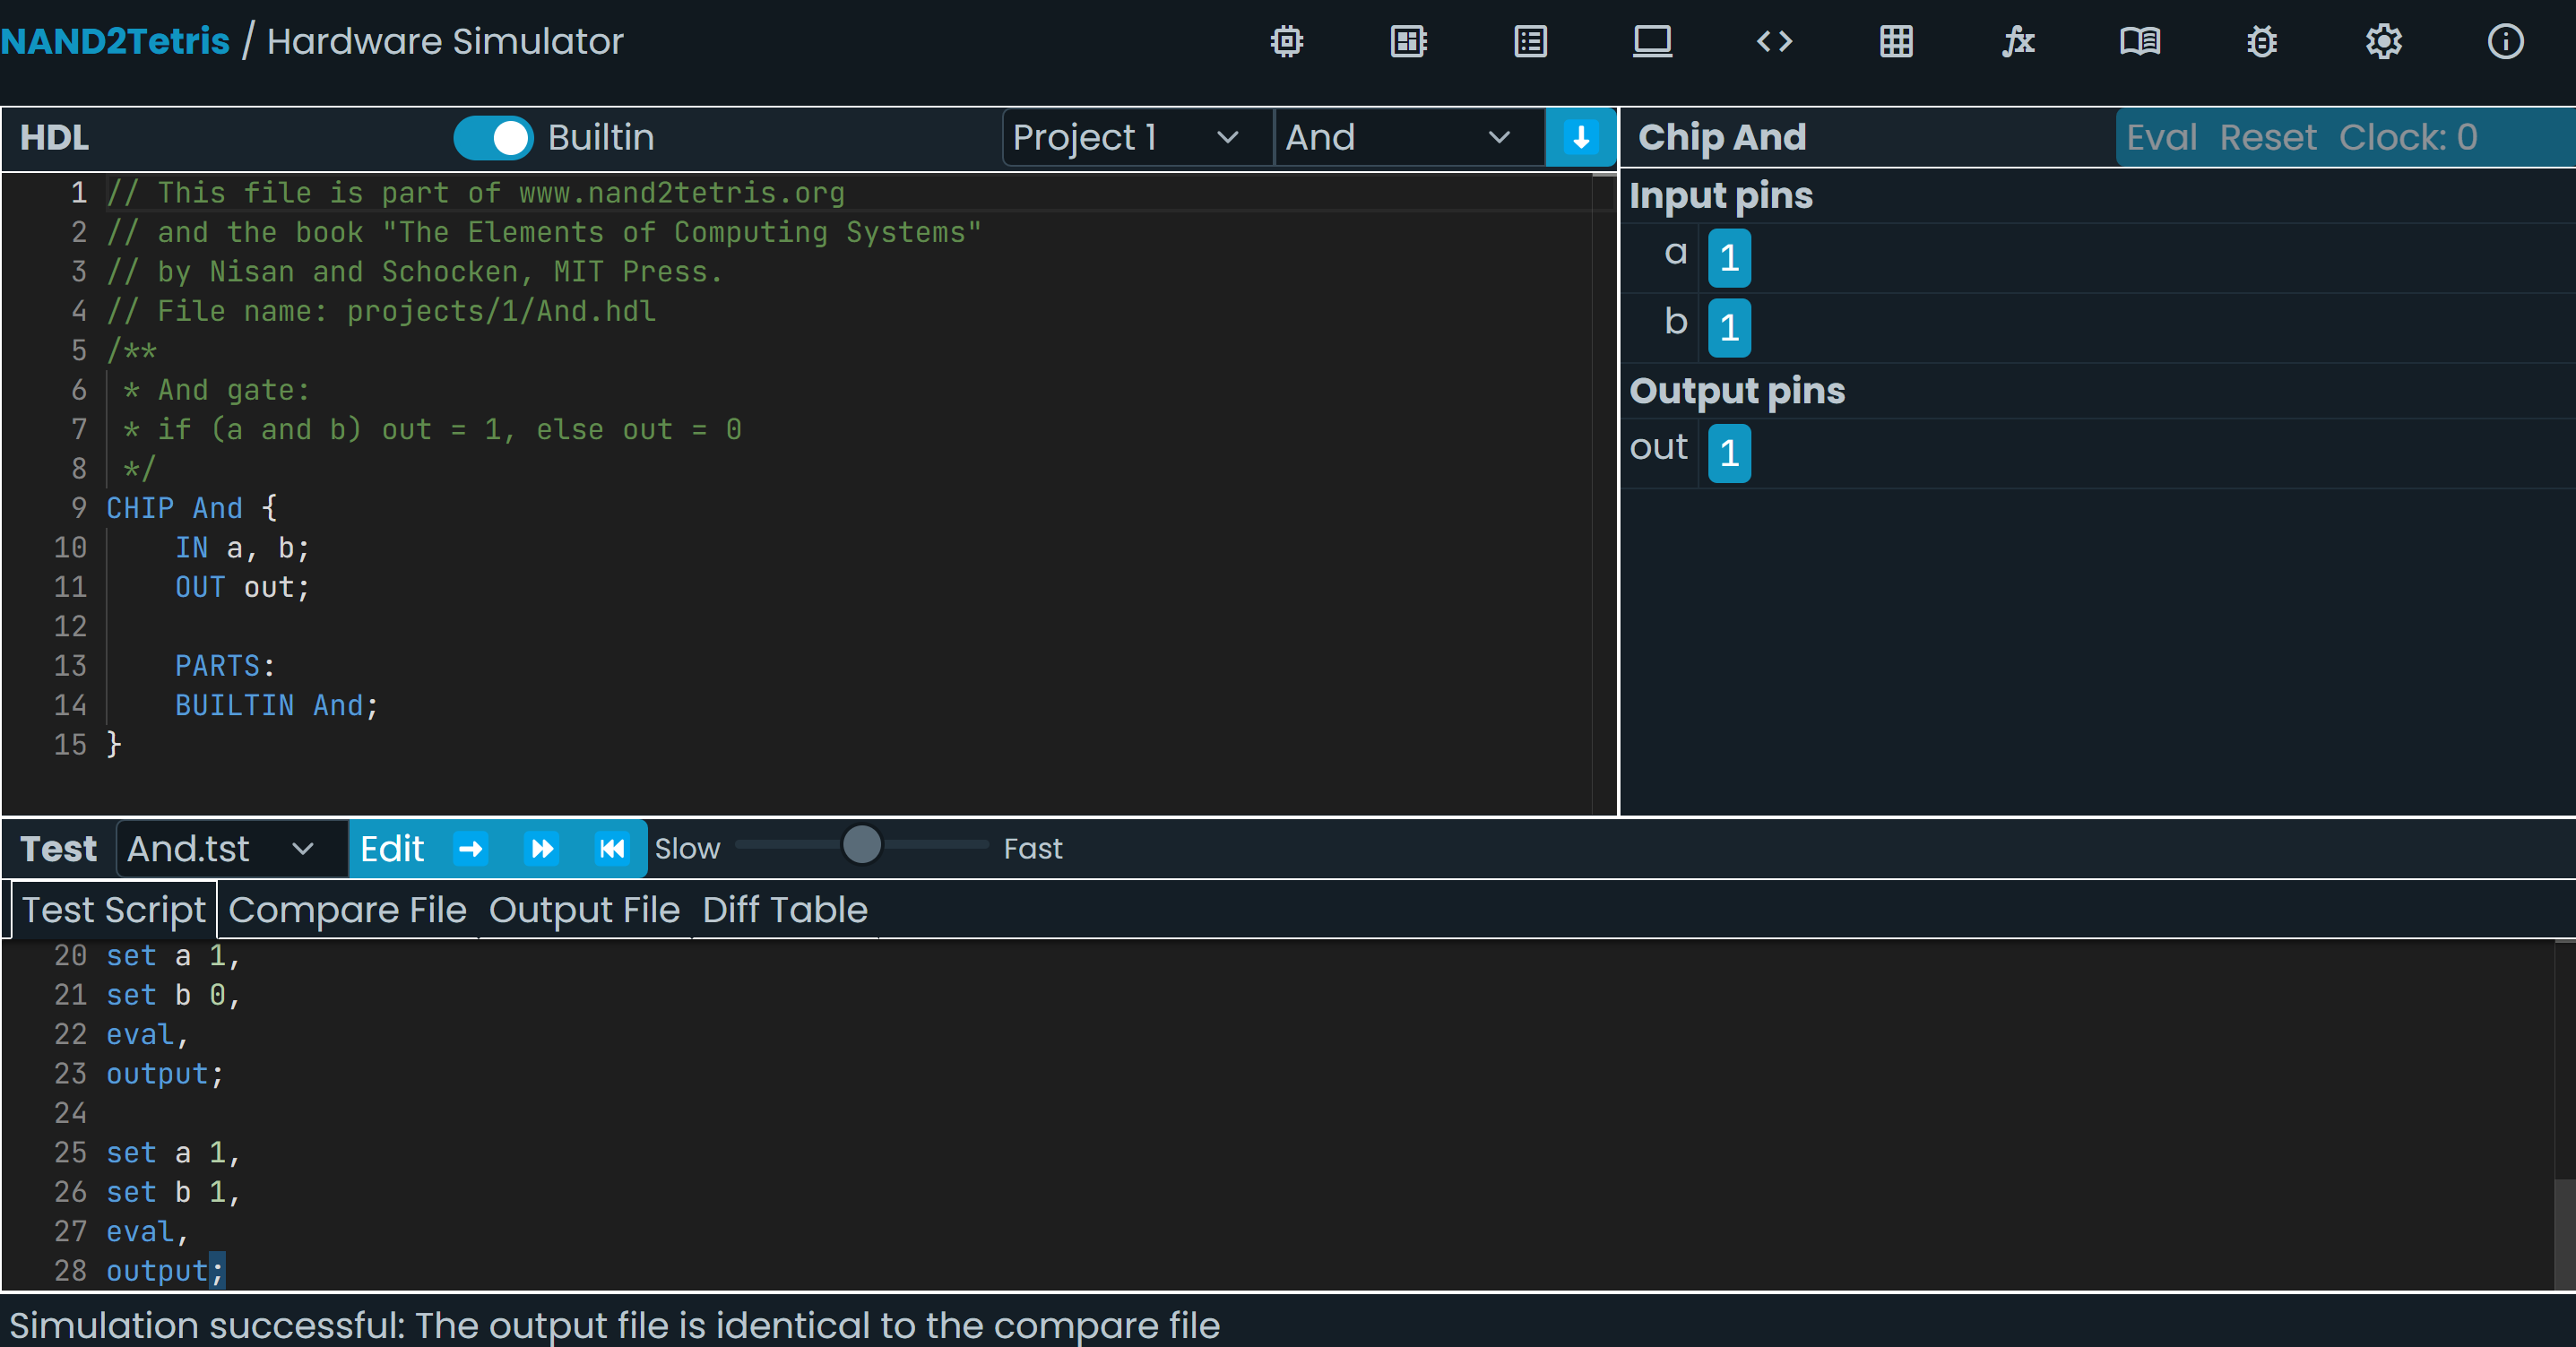 NAND2Tetris / Hardware Simulator
HDL Builtin Project 1 And
1 // This file is part of www.nand2tetris.org
2 // and the book "The Elements of Computing Systems"
3 // by Nisan and Schocken, MIT Press.
4 // File name: projects/1/And.hdl
5 /**
6 * And gate:
7 * if (a and b) out = 1, else out = 0
8 */
9 CHIP And {
10 IN a, b;
11 OUT out;
12
13 PARTS:
14 BUILTIN And;
15 }
Chip And Eval Reset Clock: 0
Input pins
a 1
b 1
Output pins
out 1
Test And.tst Edit Slow Fast
Test Script Compare File Output File Diff Table
20 set a 1,
21 set b 0,
22 eval,
23 output;
24
25 set a 1,
26 set b 1,
27 eval,
28 output;
Simulation successful: The output file is identical to the compare file